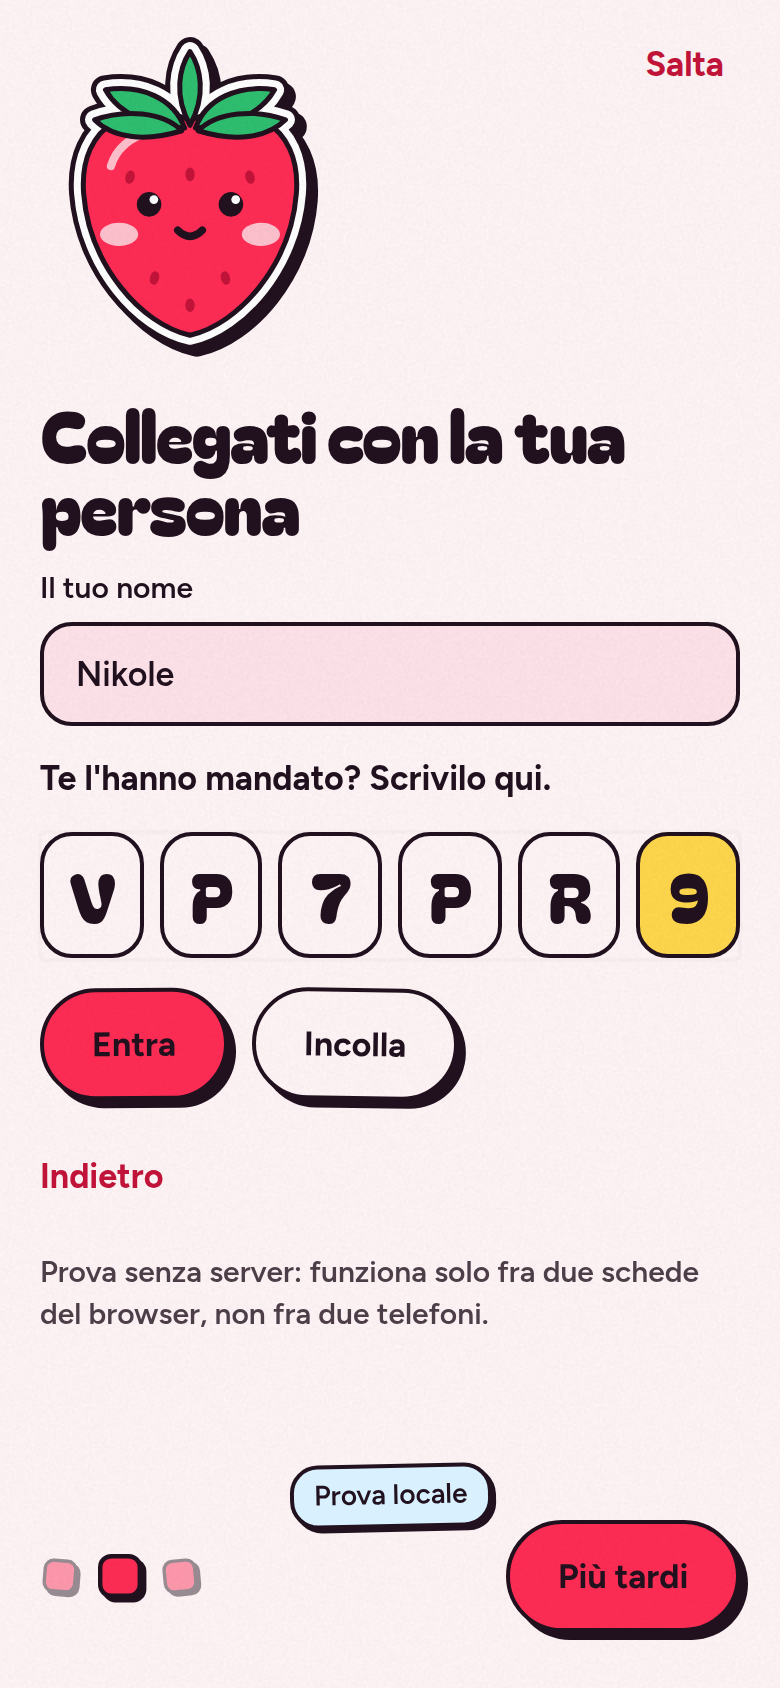 Salta
Collegati con la tua
persona
Il tuo nome
Nikole
Te l'hanno mandato? Scrivilo qui.
V P 7 P R 9
Entra Incolla
Indietro
Prova senza server: funziona solo fra due schede
del browser, non fra due telefoni.
Prova locale
Più tardi